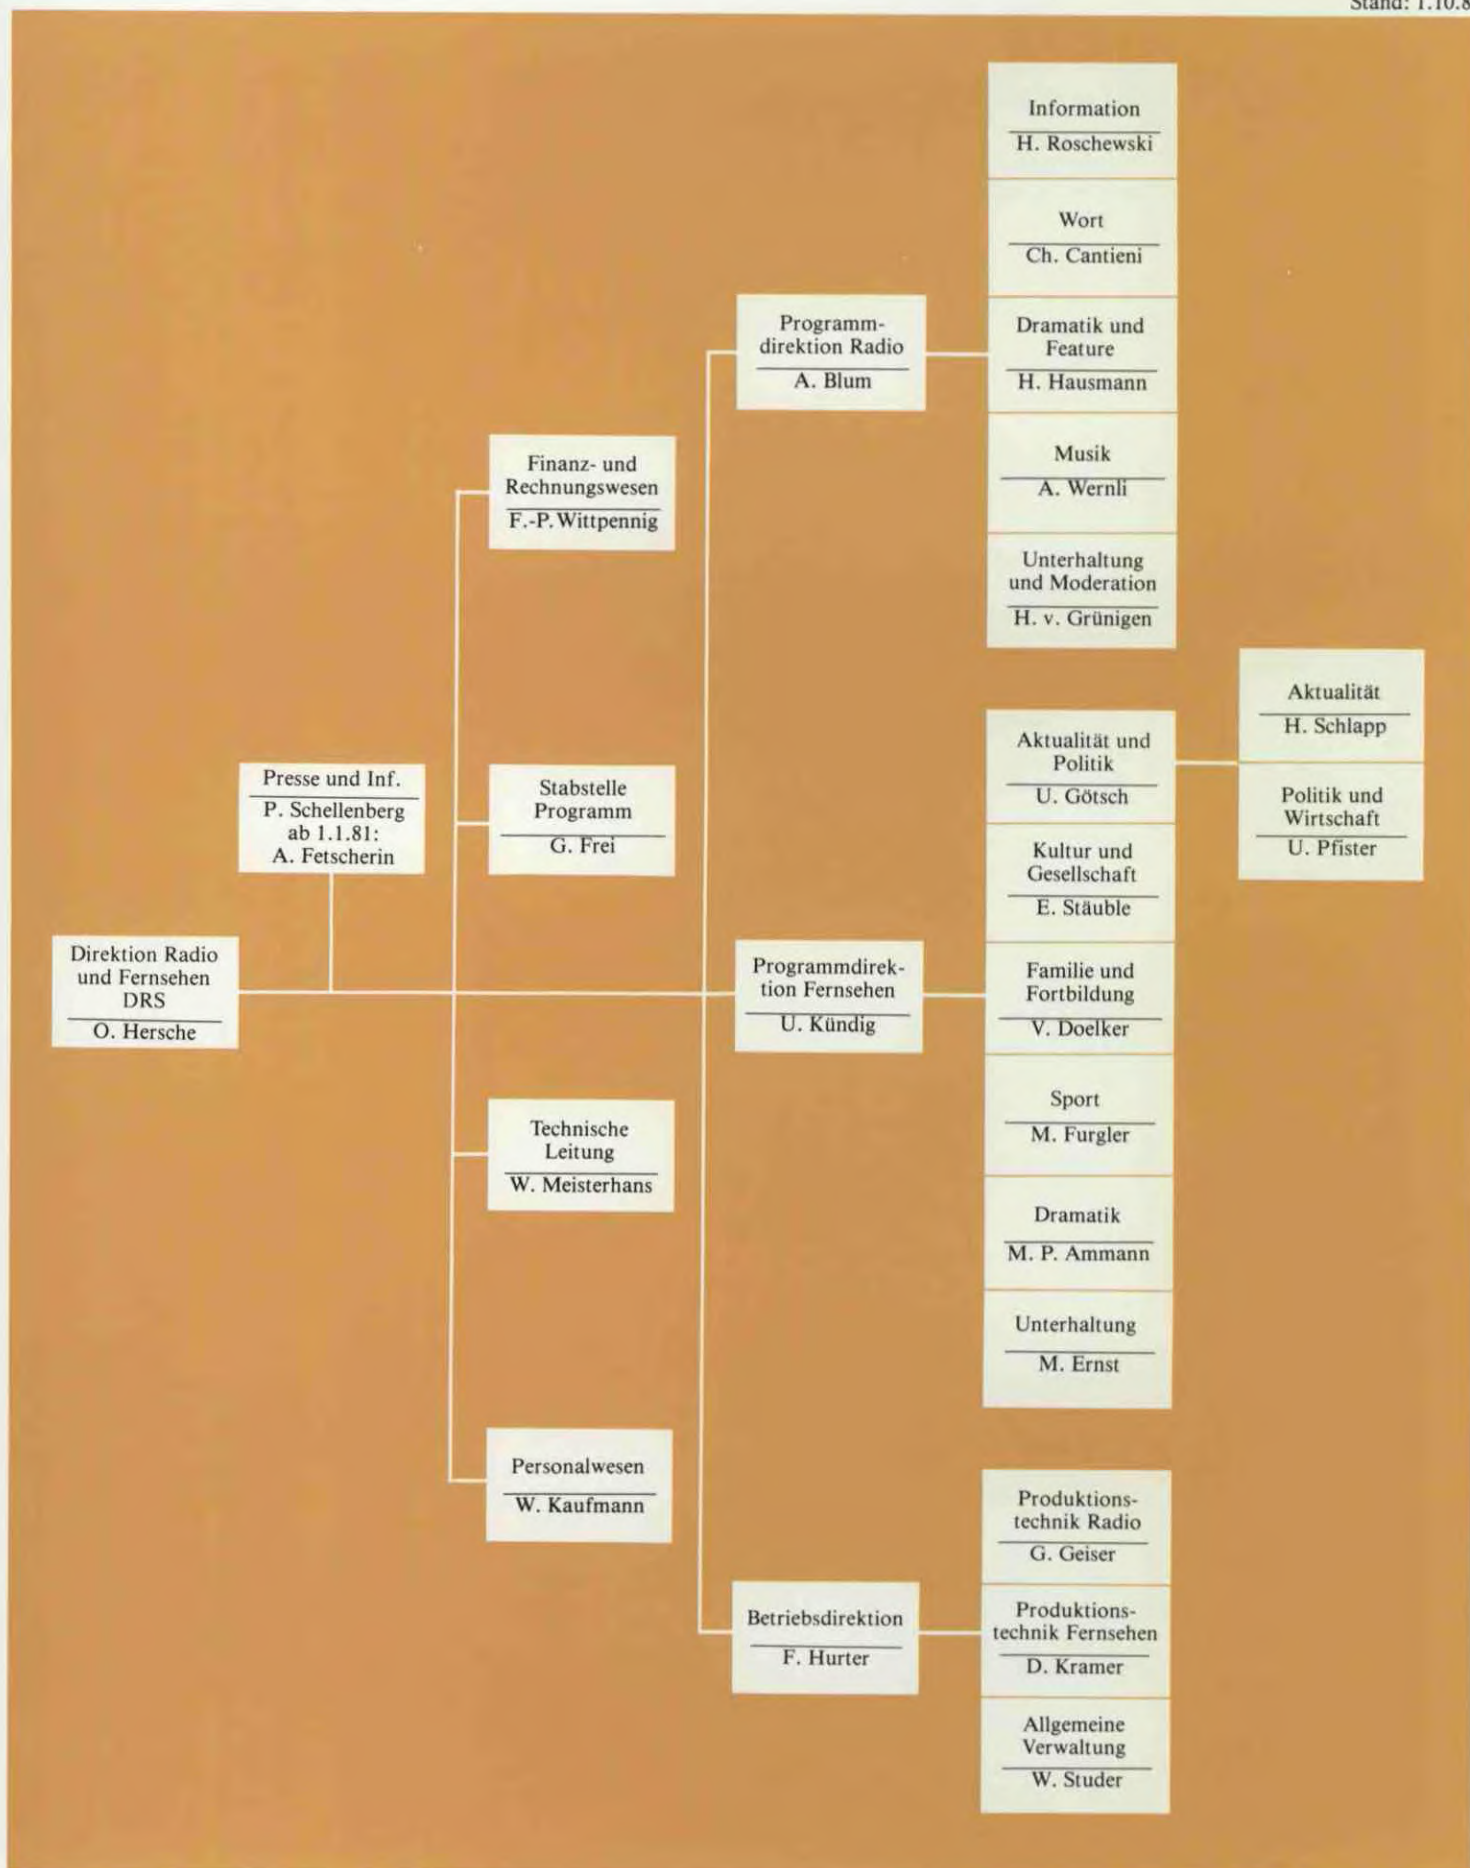 Stand: 1.10.8
Information
H. Roschewski
Wort
Ch. Cantieni
Dramatik und
Feature
H. Hausmann
Musik
A. Wernli
Unterhaltung
und Moderation
H. v. Grünigen
Programm-
direktion Radio
A. Blum
Finanz- und
Rechnungswesen
F.-P. Wittpennig
Stabstelle
Programm
G. Frei
Presse und Inf.
P. Schellenberg
ab 1.1.81:
A. Fetscherin
Direktion Radio
und Fernsehen
DRS
O. Hersche
Technische
Leitung
W. Meisterhans
Personalwesen
W. Kaufmann
Programmdirek-
tion Fernsehen
U. Kündig
Aktualität und
Politik
U. Götsch
Kultur und
Gesellschaft
E. Stäuble
Familie und
Fortbildung
V. Doelker
Sport
M. Furgler
Dramatik
M. P. Ammann
Unterhaltung
M. Ernst
Aktualität
H. Schlapp
Politik und
Wirtschaft
U. Pfister
Betriebsdirektion
F. Hurter
Produktions-
technik Radio
G. Geiser
Produktions-
technik Fernsehen
D. Kramer
Allgemeine
Verwaltung
W. Studer